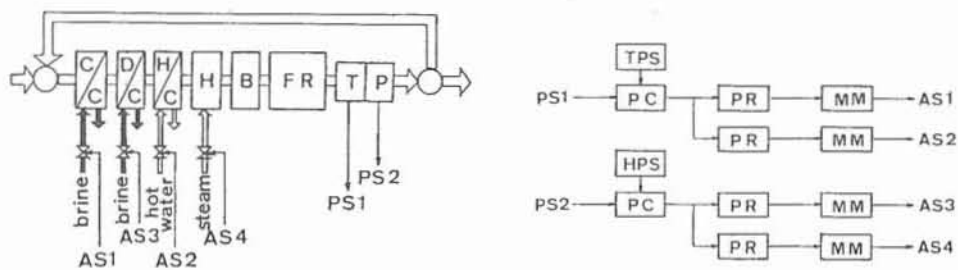 C/C D/C H/C H B FR T P
brine brine hot water steam
AS1 AS3 AS2 AS4 PS1 PS2
TPS
PS1 PC PR MM AS1
PR MM AS2
HPS
PS2 PC PR MM AS3
PR MM AS4